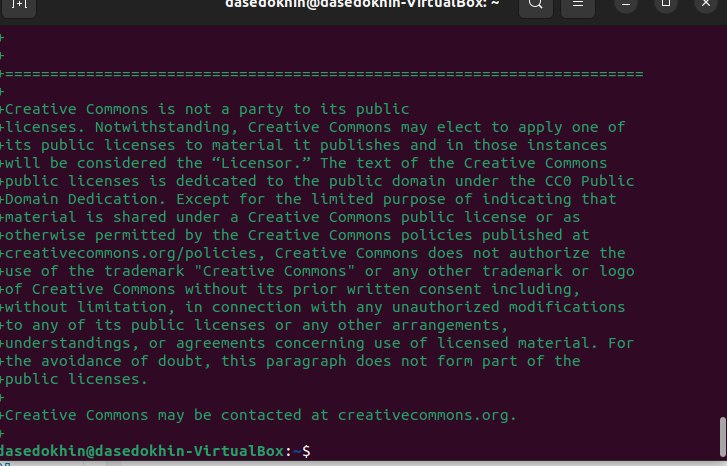 dasedokhin@dasedokhin-VirtualBox: ~
+
+
+=======================================================================
+
+Creative Commons is not a party to its public
+licenses. Notwithstanding, Creative Commons may elect to apply one of
+its public licenses to material it publishes and in those instances
+will be considered the “Licensor.” The text of the Creative Commons
+public licenses is dedicated to the public domain under the CC0 Public
+Domain Dedication. Except for the limited purpose of indicating that
+material is shared under a Creative Commons public license or as
+otherwise permitted by the Creative Commons policies published at
+creativecommons.org/policies, Creative Commons does not authorize the
+use of the trademark "Creative Commons" or any other trademark or logo
+of Creative Commons without its prior written consent including,
+without limitation, in connection with any unauthorized modifications
+to any of its public licenses or any other arrangements,
+understandings, or agreements concerning use of licensed material. For
+the avoidance of doubt, this paragraph does not form part of the
+public licenses.
+
+Creative Commons may be contacted at creativecommons.org.
+
dasedokhin@dasedokhin-VirtualBox:~$